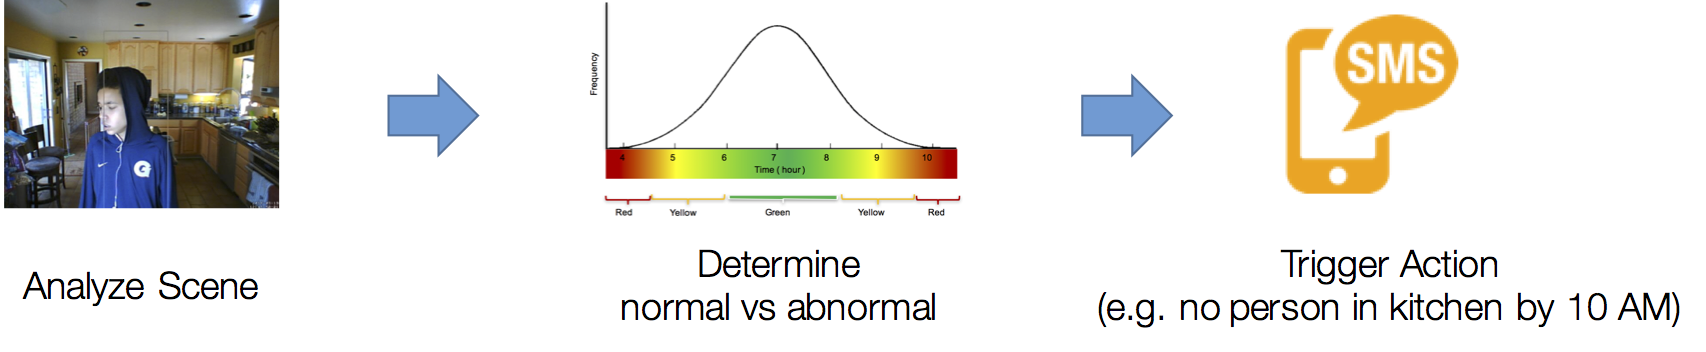 G
Frequency
4 5 6 7 8 9 10
Time ( hour )
Red Yellow Green Yellow Red
SMS
Analyze Scene
Determine
normal vs abnormal
Trigger Action
(e.g. no person in kitchen by 10 AM)